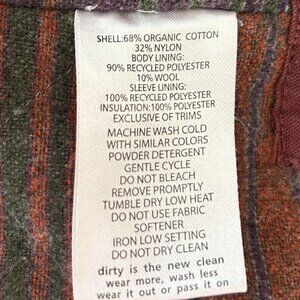 SHELL:68% ORGANIC COTTON
32% NYLON
BODY LINING:
90% RECYCLED POLYESTER
10% WOOL
SLEEVE LINING:
100% RECYCLED POLYESTER
INSULATION:100% POLYESTER
EXCLUSIVE OF TRIMS
MACHINE WASH COLD
WITH SIMILAR COLORS
POWDER DETERGENT
GENTLE CYCLE
DO NOT BLEACH
REMOVE PROMPTLY
TUMBLE DRY LOW HEAT
DO NOT USE FABRIC
SOFTENER
IRON LOW SETTING
DO NOT DRY CLEAN
dirty is the new clean
wear more, wash less
wear it out or pass it on